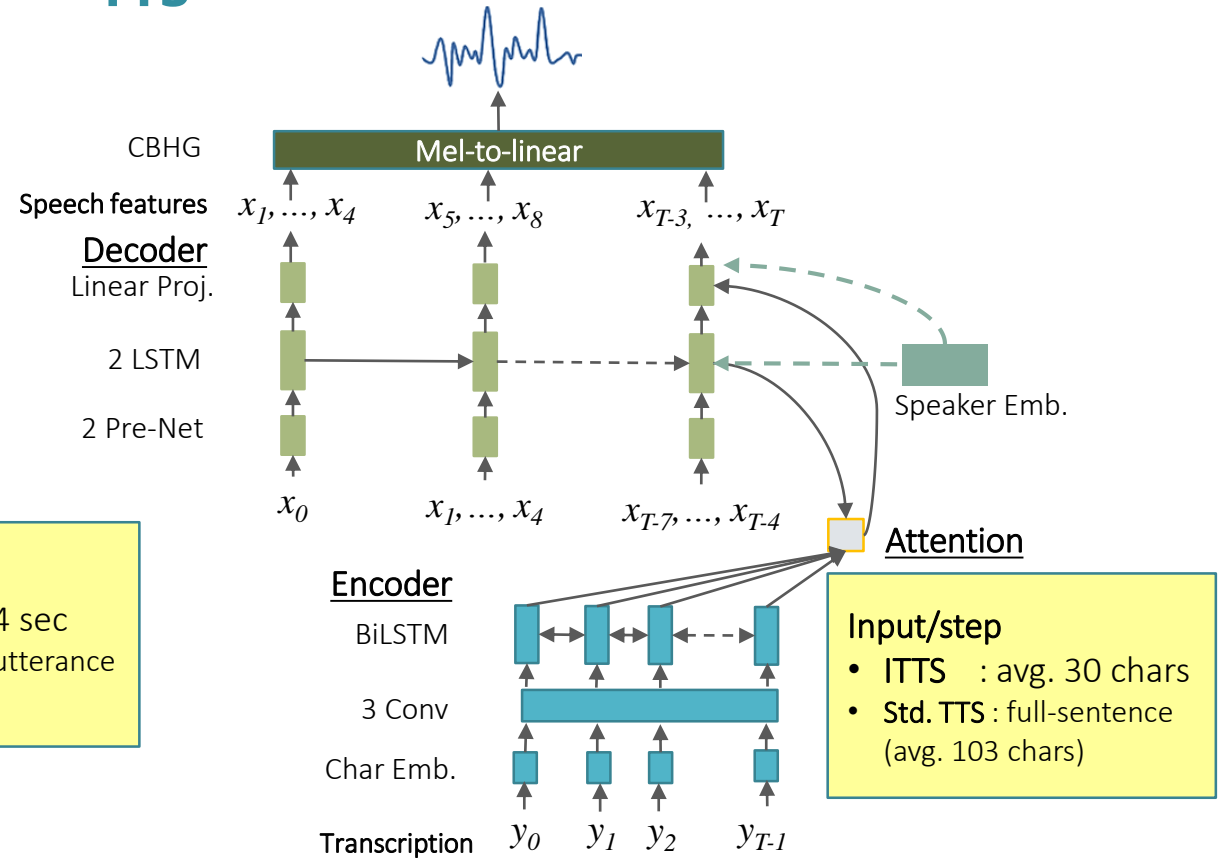 CBHG
Mel-to-linear
Speech features
x1,..., x4
x5,..., x8
xT-3, ..., xT
Decoder
Linear Proj.
2 LSTM
Speaker Emb.
2 Pre-Net
x0
x1,..., x4
xT-7,..., xT-4
Attention
Encoder
4 sec
utterance
BiLSTM
3 Conv
Char Emb.
Transcription
y0
y1
y2
yT-1
Input/step
• ITTS : avg. 30 chars
• Std. TTS : full-sentence
(avg. 103 chars)